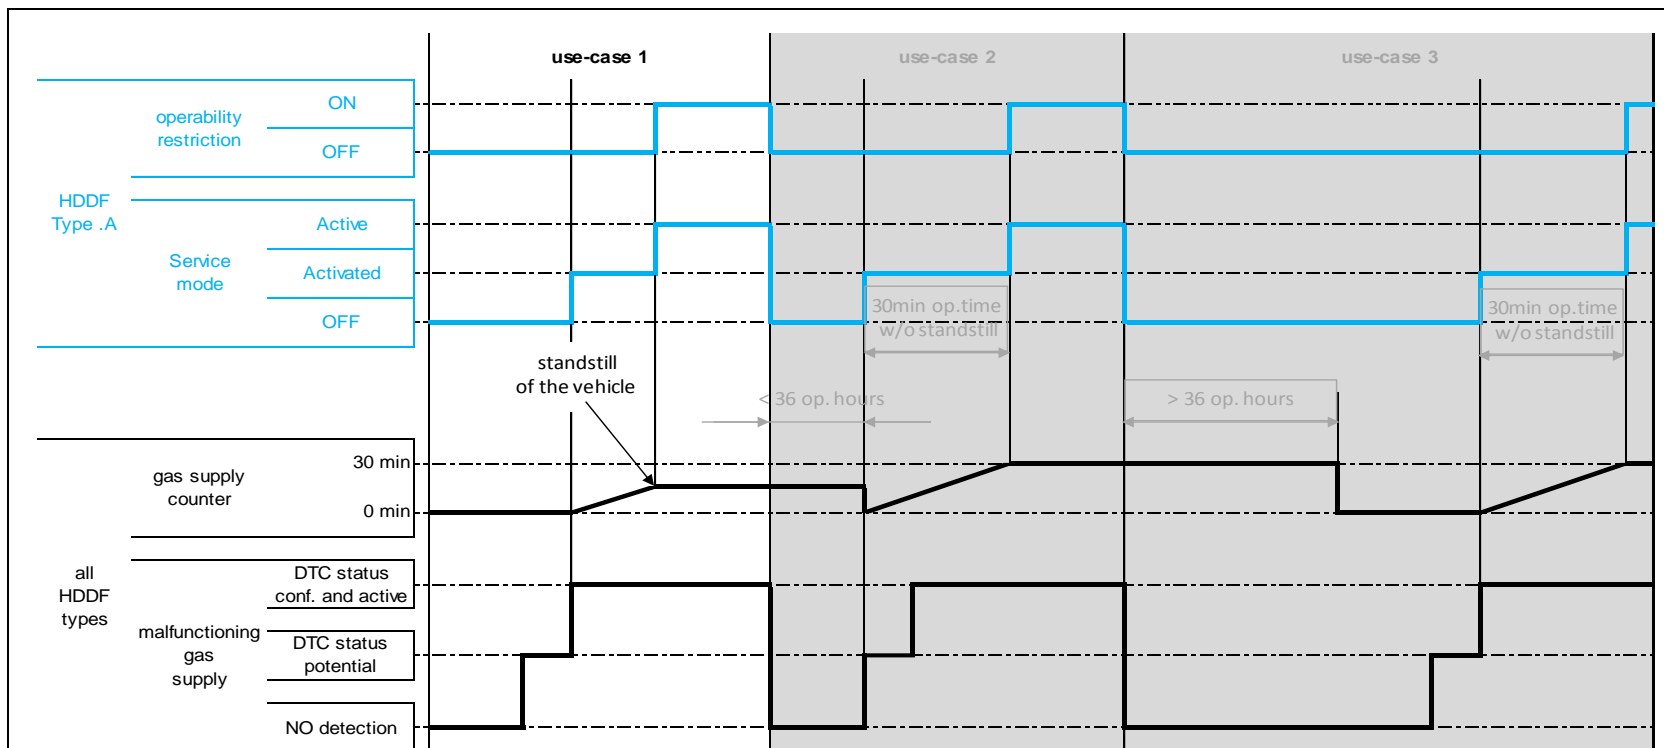 use-case 1
use-case 2
use-case 3
ON
operability
restriction
OFF
HDDF
Type .A
Active
Service
mode
Activated
OFF
30min op.time
w/o standstill
30min op.time
w/o standstill
standstill
of the vehicle
< 36 op. hours
> 36 op. hours
30 min
gas supply
counter
0 min
all
HDDF
types
DTC status
conf. and active
malfunctioning
gas
supply
DTC status
potential
NO detection